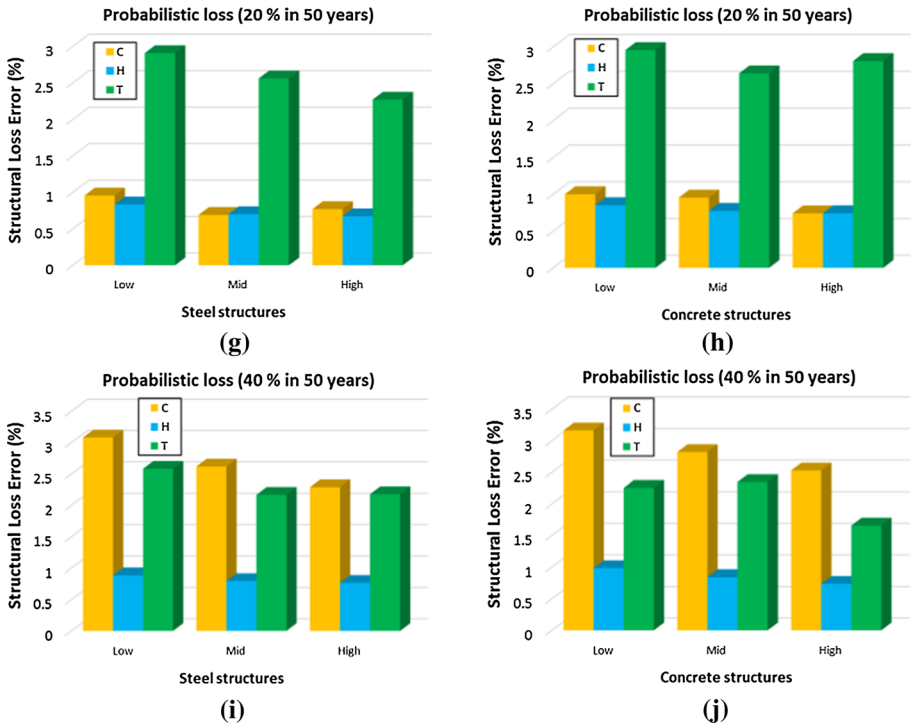 Probabilistic loss (20 % in 50 years)
Structural Loss Error (%)
3
2.5
2
1.5
1
0.5
0
C
H
T
Low
Mid
High
Steel structures
(g)
Probabilistic loss (20 % in 50 years)
Structural Loss Error (%)
3
2.5
2
1.5
1
0.5
0
C
H
T
Low
Mid
High
Concrete structures
(h)
Probabilistic loss (40 % in 50 years)
Structural Loss Error (%)
3.5
3
2.5
2
1.5
1
0.5
0
C
H
T
Low
Mid
High
Steel structures
(i)
Probabilistic loss (40 % in 50 years)
Structural Loss Error (%)
3.5
3
2.5
2
1.5
1
0.5
0
C
H
T
Low
Mid
High
Concrete structures
(j)